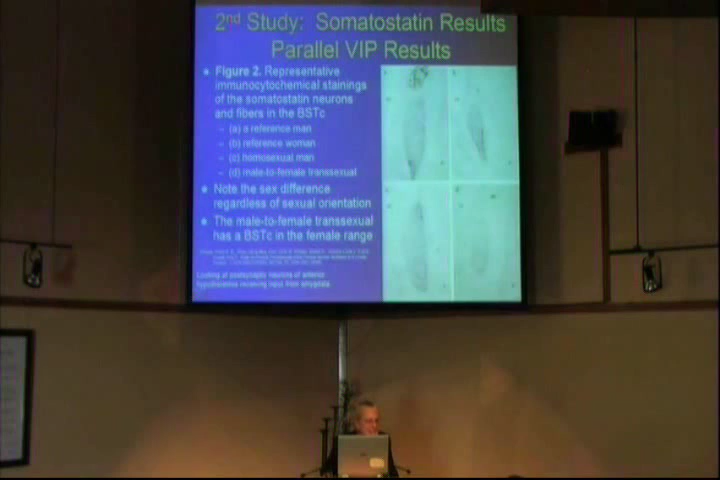 2nd Study: Somatostatin Results
Parallel VIP Results
Figure 2. Representative
immunocytochemical stainings
of the somatostatin neurons
and fibers in the BSTc
– (a) a reference man
– (b) reference woman
– (c) homosexual man
– (d) male-to-female transsexual
Note the sex difference
regardless of sexual orientation
The male-to-female transsexual
has a BSTc in the female range
Looking at postsynaptic neurons of anterior
hypothalamus receiving input from amygdala